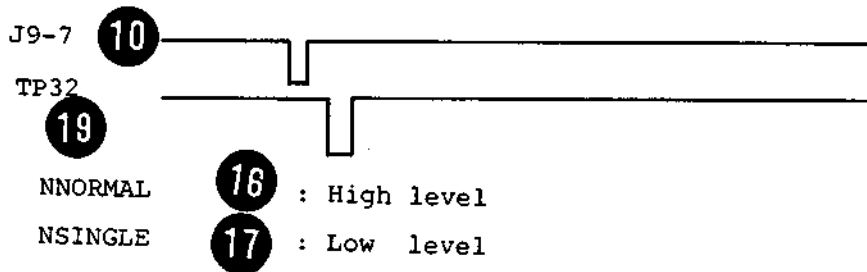 J9-7 10
TP32
19
NNORMAL 16 : High level
NSINGLE 17 : Low level